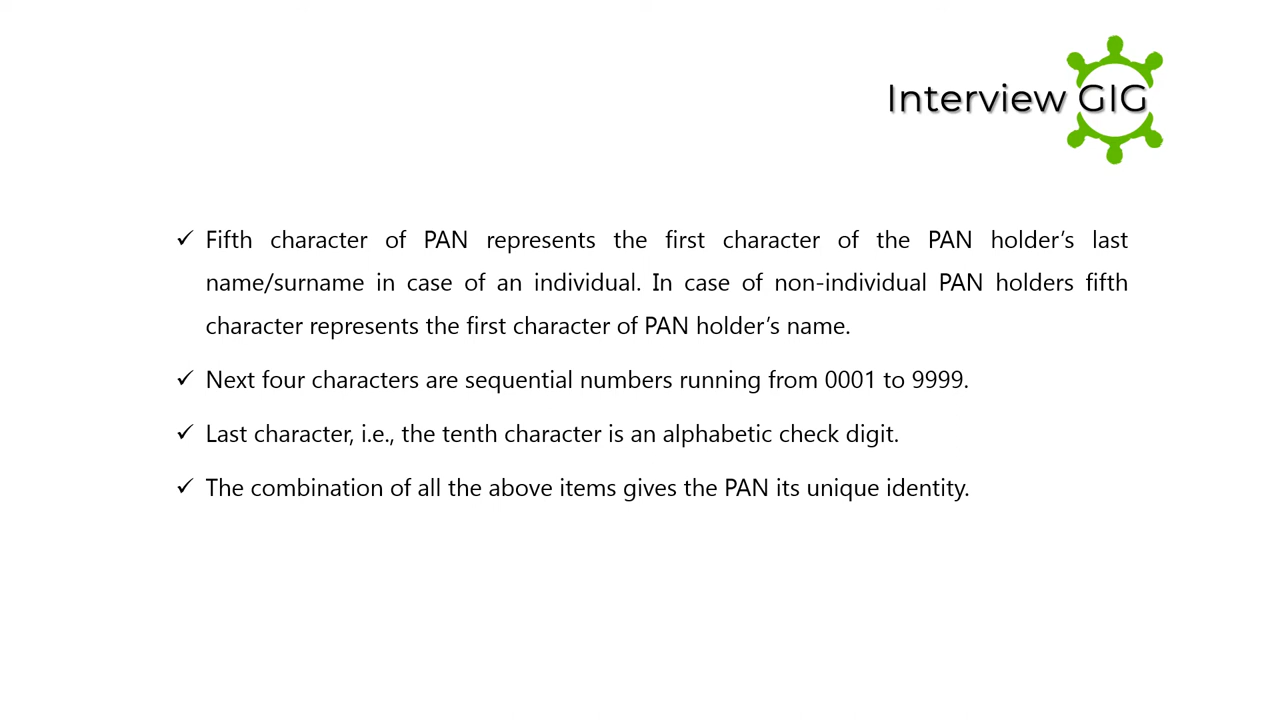 Interview GIG
✓ Fifth character of PAN represents the first character of the PAN holder’s last
name/surname in case of an individual. In case of non-individual PAN holders fifth
character represents the first character of PAN holder’s name.
✓ Next four characters are sequential numbers running from 0001 to 9999.
✓ Last character, i.e., the tenth character is an alphabetic check digit.
✓ The combination of all the above items gives the PAN its unique identity.